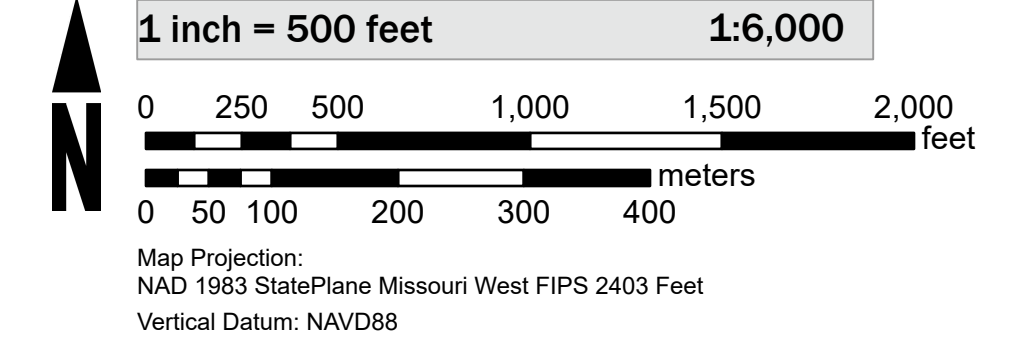 1 inch = 500 feet 1:6,000
0 250 500 1,000 1,500 2,000
feet
meters
0 50 100 200 300 400
N
Map Projection:
NAD 1983 StatePlane Missouri West FIPS 2403 Feet
Vertical Datum: NAVD88